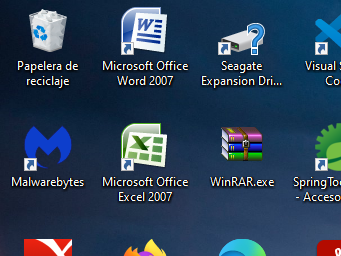 Papelera de
reciclaje
Microsoft Office
Word 2007
Seagate
Expansion Dri...
Visual S
Co
Malwarebytes
Microsoft Office
Excel 2007
WinRAR.exe
SpringToo
- Acceso